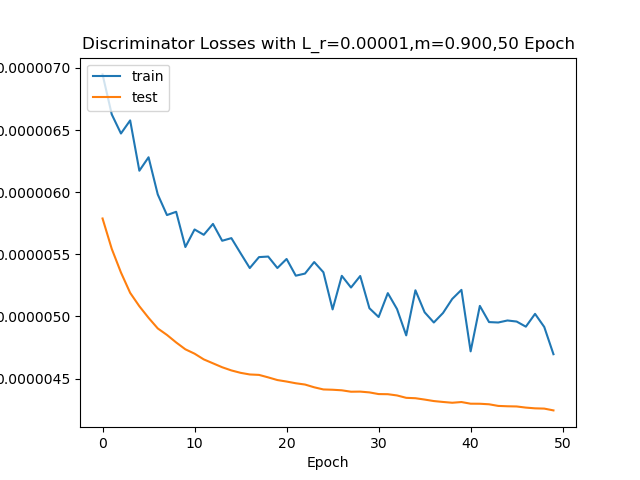 Discriminator Losses with L_r=0.00001,m=0.900,50 Epoch
train
test
0.0000070
0.0000065
0.0000060
0.0000055
0.0000050
0.0000045
0 10 20 30 40 50
Epoch